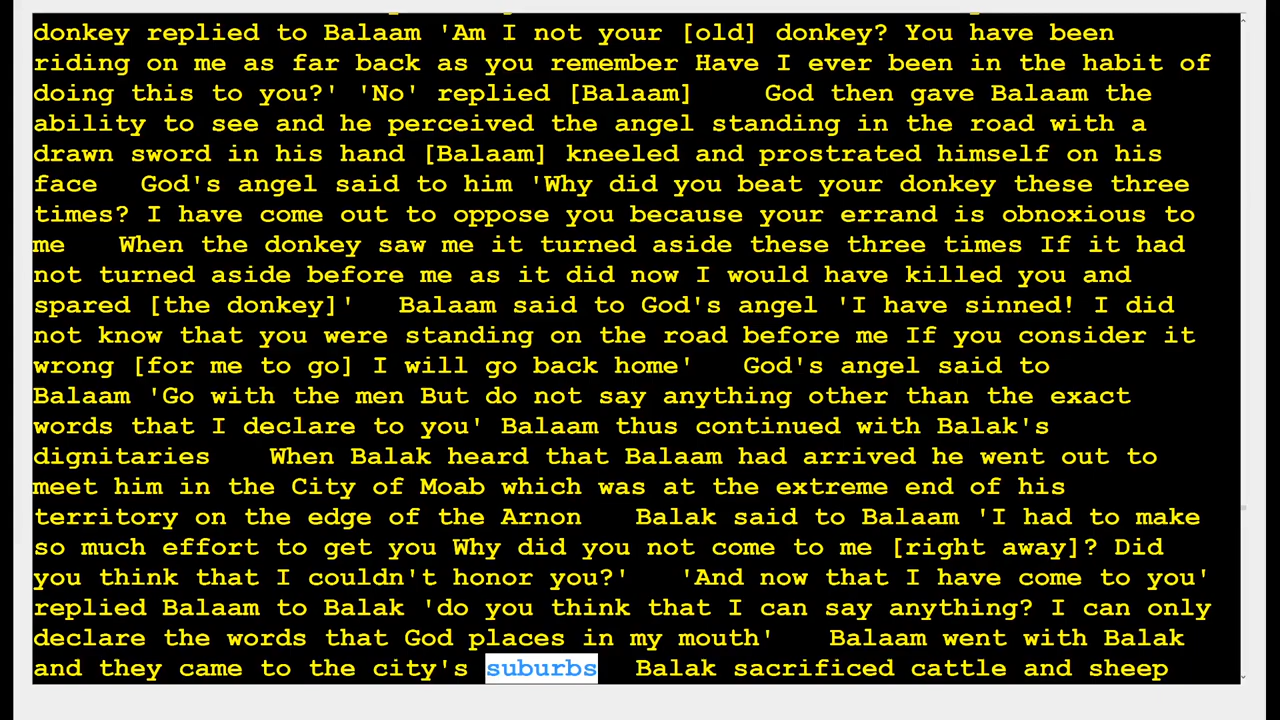 donkey replied to Balaam 'Am I not your [old] donkey? You have been
riding on me as far back as you remember Have I ever been in the habit of
doing this to you?' 'No' replied [Balaam] God then gave Balaam the
ability to see and he perceived the angel standing in the road with a
drawn sword in his hand [Balaam] kneeled and prostrated himself on his
face God's angel said to him 'Why did you beat your donkey these three
times? I have come out to oppose you because your errand is obnoxious to
me When the donkey saw me it turned aside these three times If it had
not turned aside before me as it did now I would have killed you and
spared [the donkey]' Balaam said to God's angel 'I have sinned! I did
not know that you were standing on the road before me If you consider it
wrong [for me to go] I will go back home' God's angel said to
Balaam 'Go with the men But do not say anything other than the exact
words that I declare to you' Balaam thus continued with Balak's
dignitaries When Balak heard that Balaam had arrived he went out to
meet him in the City of Moab which was at the extreme end of his
territory on the edge of the Arnon Balak said to Balaam 'I had to make
so much effort to get you Why did you not come to me [right away]? Did
you think that I couldn't honor you?' 'And now that I have come to you'
replied Balaam to Balak 'do you think that I can say anything? I can only
declare the words that God places in my mouth' Balaam went with Balak
and they came to the city's suburbs Balak sacrificed cattle and sheep